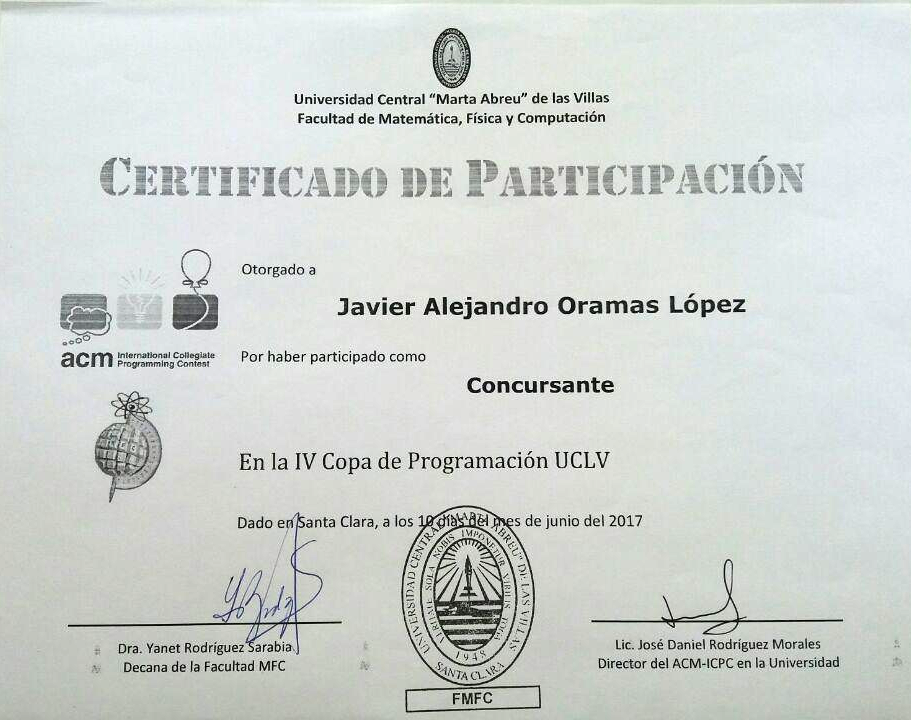 Universidad Central “Marta Abreu” de las Villas
Facultad de Matemática, Física y Computación
CERTIFICADO DE PARTICIPACIÓN
Otorgado a
Javier Alejandro Oramas López
acm International Collegiate
Programming Contest
Por haber participado como
Concursante
En la IV Copa de Programación UCLV
Dado en Santa Clara, a los 10 días del mes de junio del 2017
UNIVERSIDAD CENTRAL "MARTA ABREU" DE LAS VILLAS
VIRTUTE SOLA NOBIS IMPONETUR VIRILIS TOGA
1948
SANTA CLARA
FMFC
Dra. Yanet Rodríguez Sarabia
Decana de la Facultad MFC
Lic. José Daniel Rodríguez Morales
Director del ACM-ICPC en la Universidad